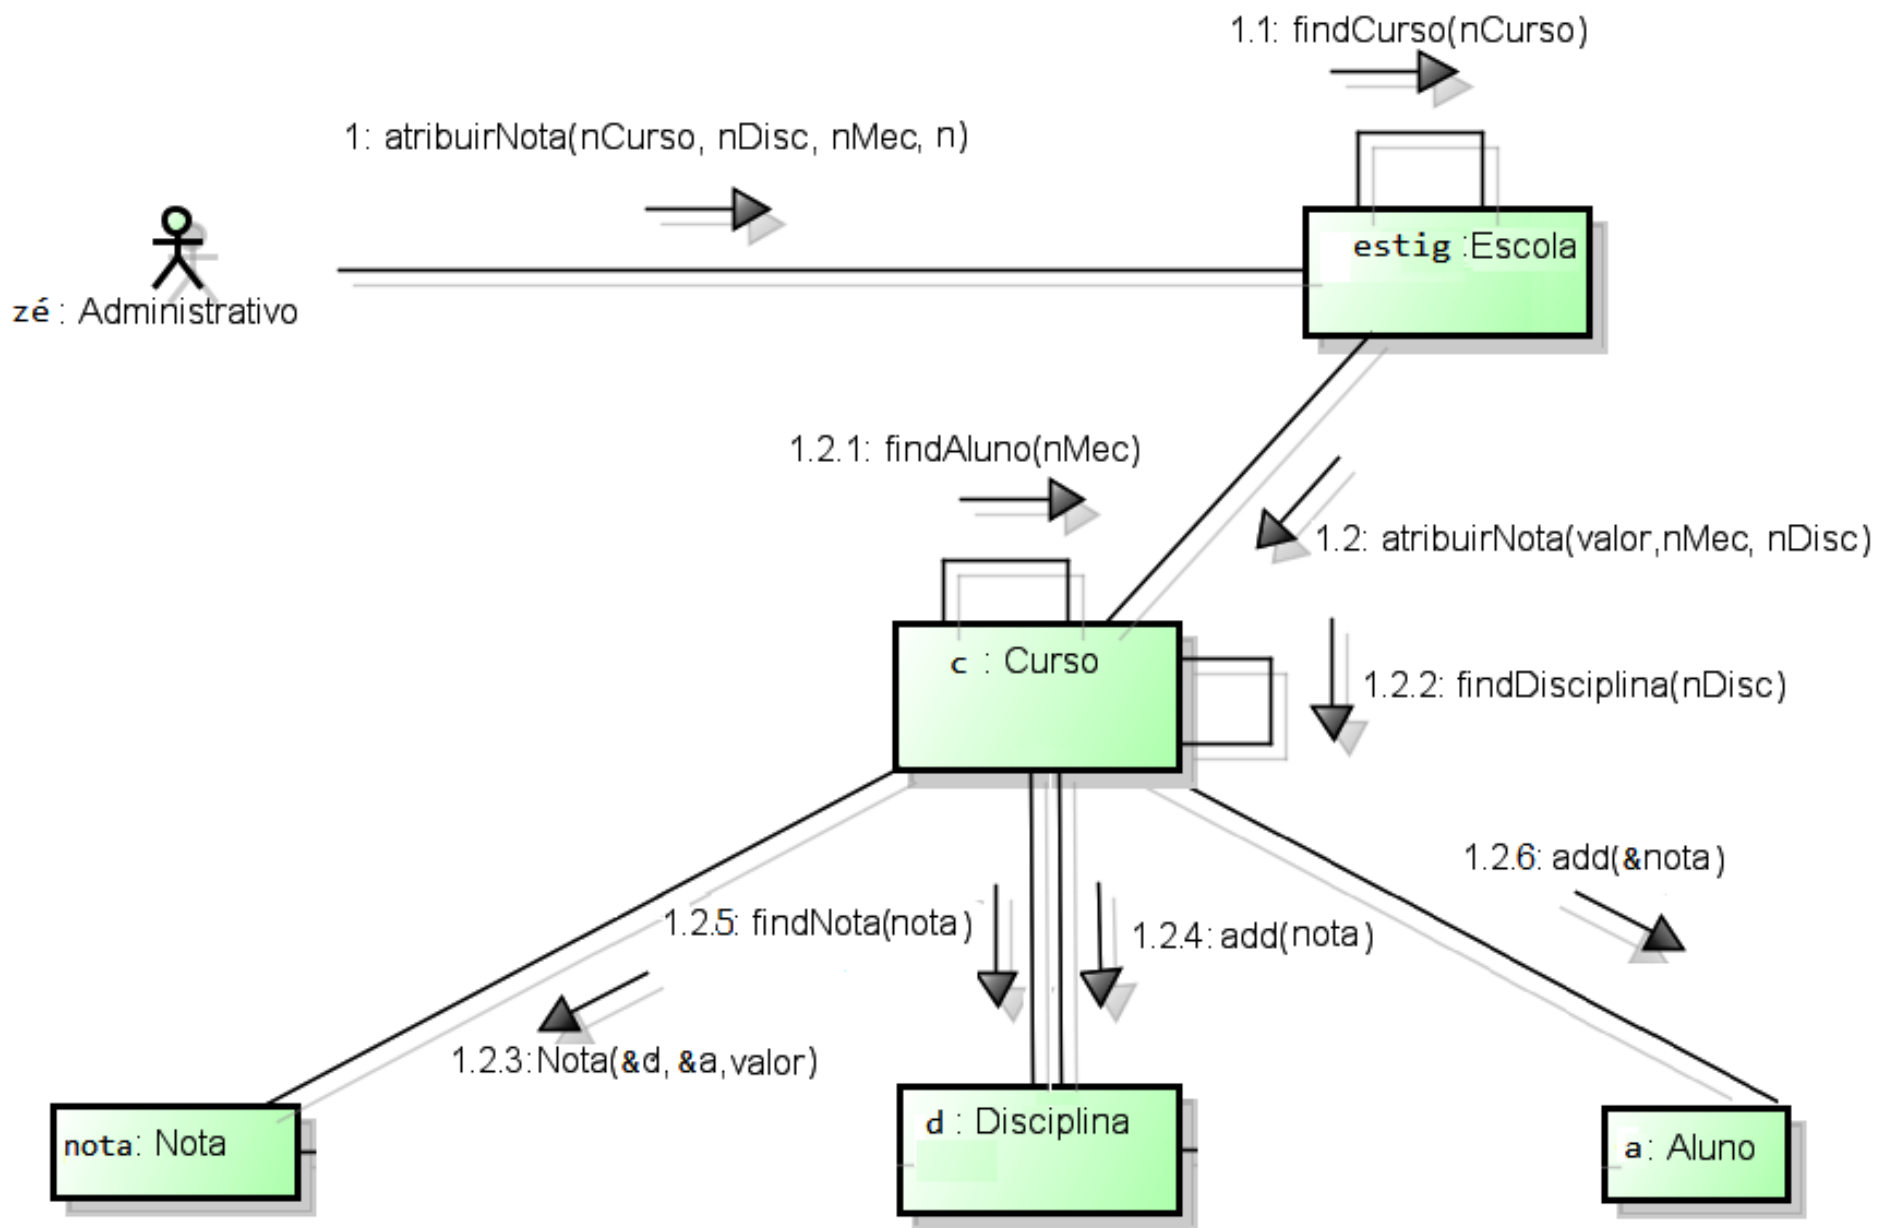 1.1: findCurso(nCurso)
1: atribuirNota(nCurso, nDisc, nMec, n)
estig :Escola
zé : Administrativo
1.2.1: findAluno(nMec)
1.2: atribuirNota(valor,nMec, nDisc)
c : Curso
1.2.2: findDisciplina(nDisc)
1.2.6: add(&nota)
1.2.5: findNota(nota)
1.2.4: add(nota)
1.2.3:Nota(&d, &a,valor)
nota: Nota
d : Disciplina
a: Aluno